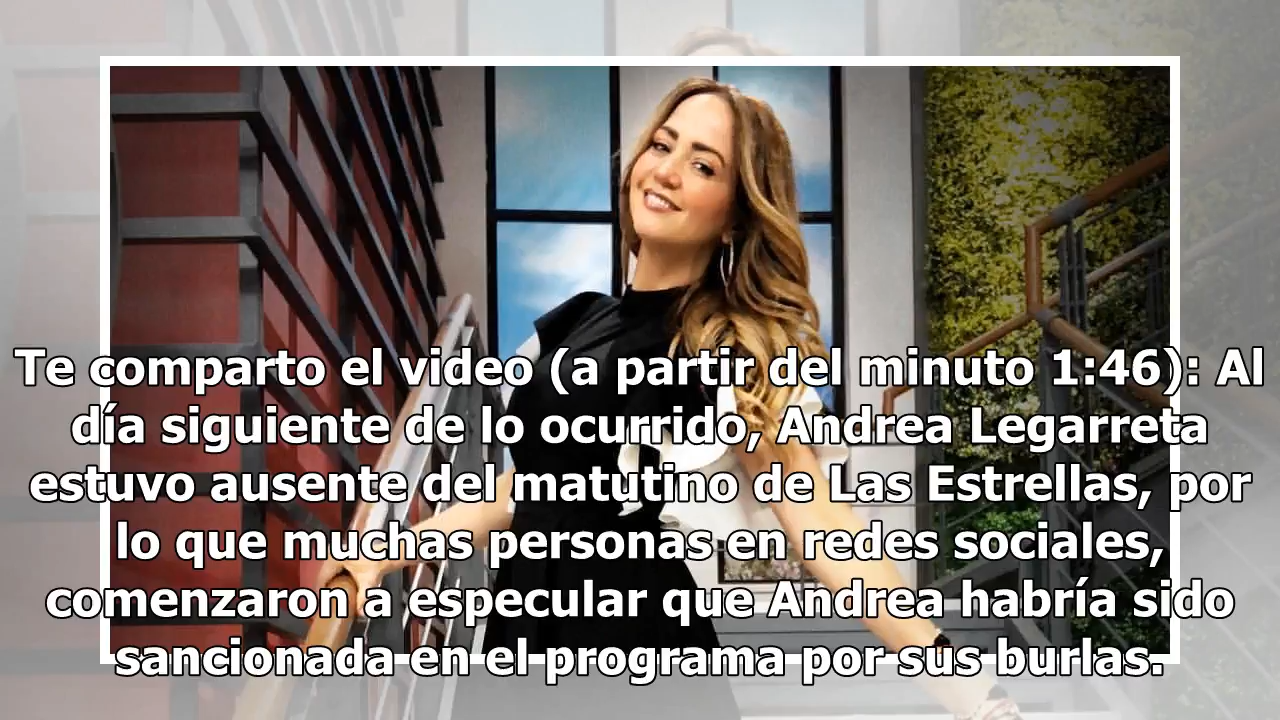 Te comparto el video (a partir del minuto 1:46): Al
día siguiente de lo ocurrido, Andrea Legarreta
estuvo ausente del matutino de Las Estrellas, por
lo que muchas personas en redes sociales,
comenzaron a especular que Andrea habría sido
sancionada en el programa por sus burlas.